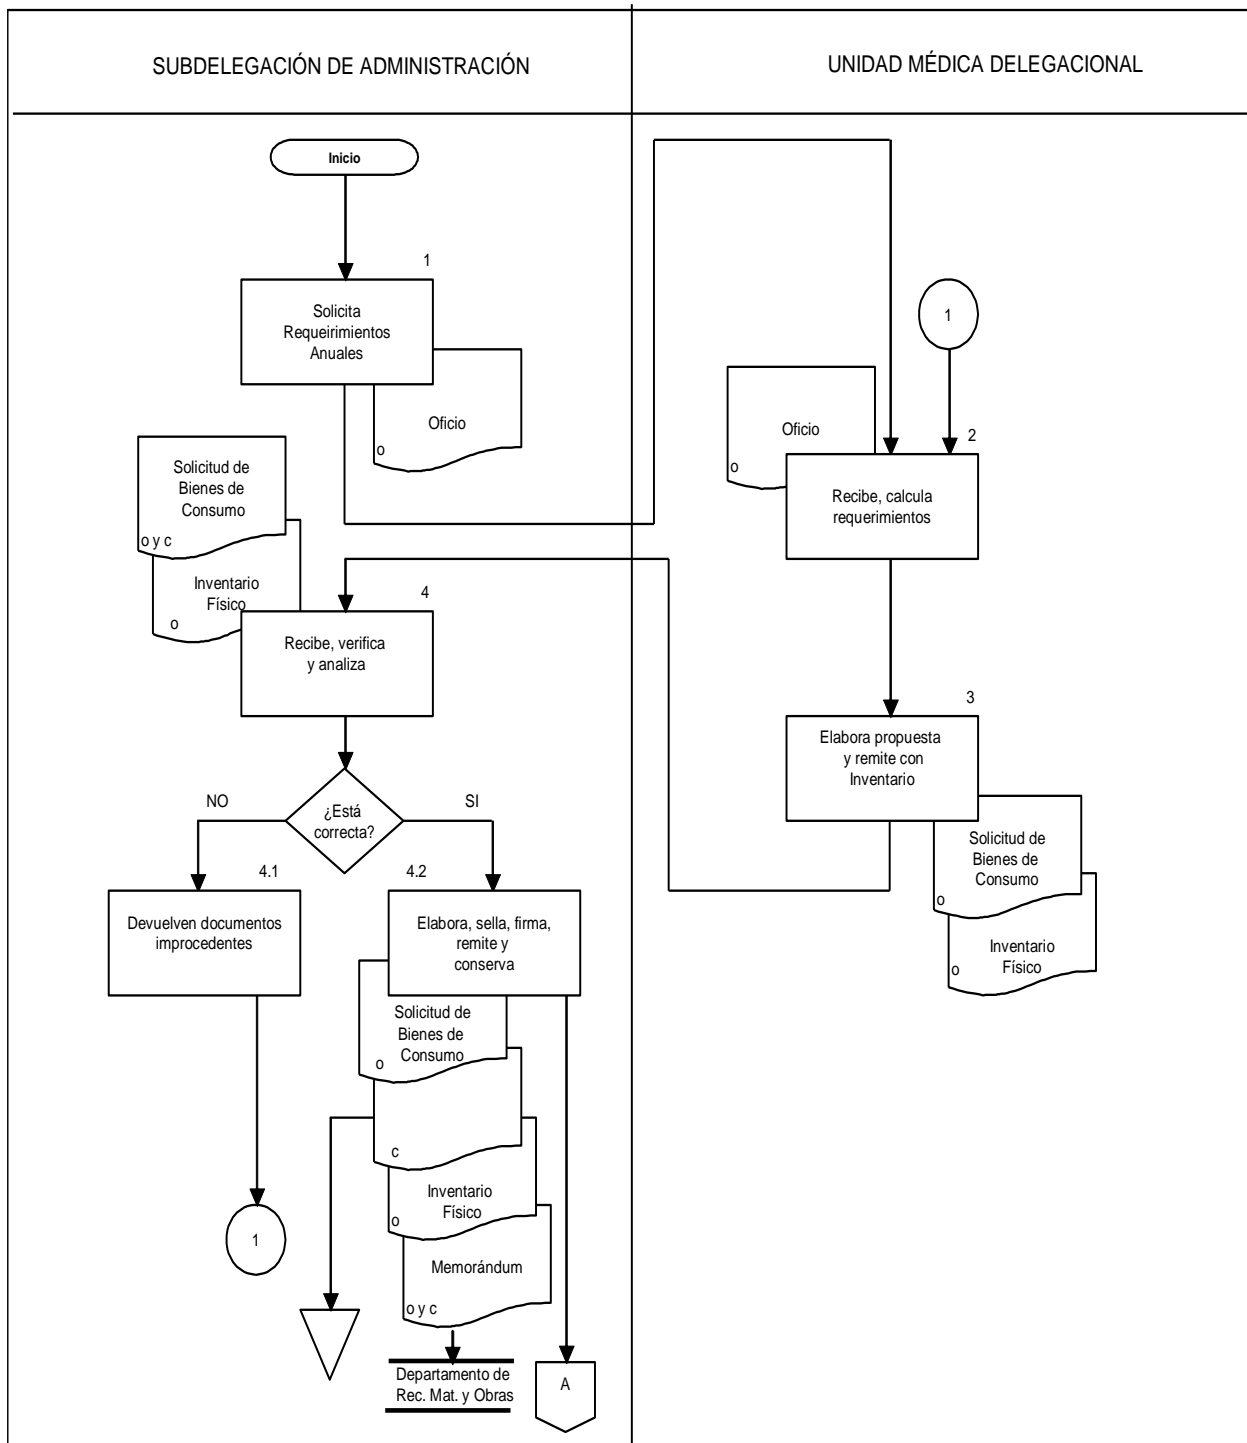 SUBDELEGACIÓN DE ADMINISTRACIÓN
UNIDAD MÉDICA DELEGACIONAL
Inicio
1
Solicita
Requeirimientos
Anuales
Oficio
o
1
Oficio
o
2
Recibe, calcula
requerimientos
Solicitud de
Bienes de
Consumo
o y c
Inventario
Físico
o
4
Recibe, verifica
y analiza
3
Elabora propuesta
y remite con
Inventario
Solicitud de
Bienes de
Consumo
o
Inventario
Físico
o
NO
¿Está
correcta?
SI
4.1
Devuelven documentos
improcedentes
4.2
Elabora, sella, firma,
remite y
conserva
Solicitud de
Bienes de
Consumo
o
c
Inventario
Físico
o
1
Memorándum
o y c
Departamento de
Rec. Mat. y Obras
A